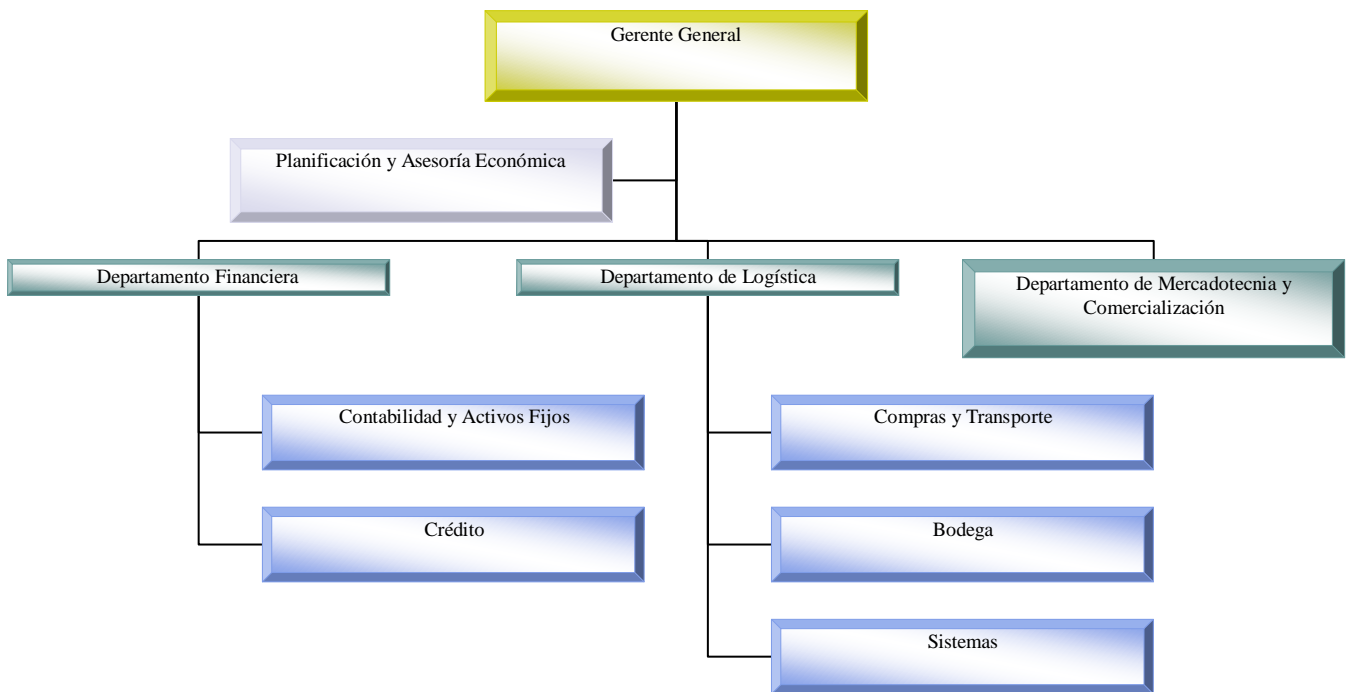 Gerente General
Planificación y Asesoría Económica
Departamento Financiera
Departamento de Logística
Departamento de Mercadotecnia y
Comercialización
Contabilidad y Activos Fijos
Compras y Transporte
Crédito
Bodega
Sistemas